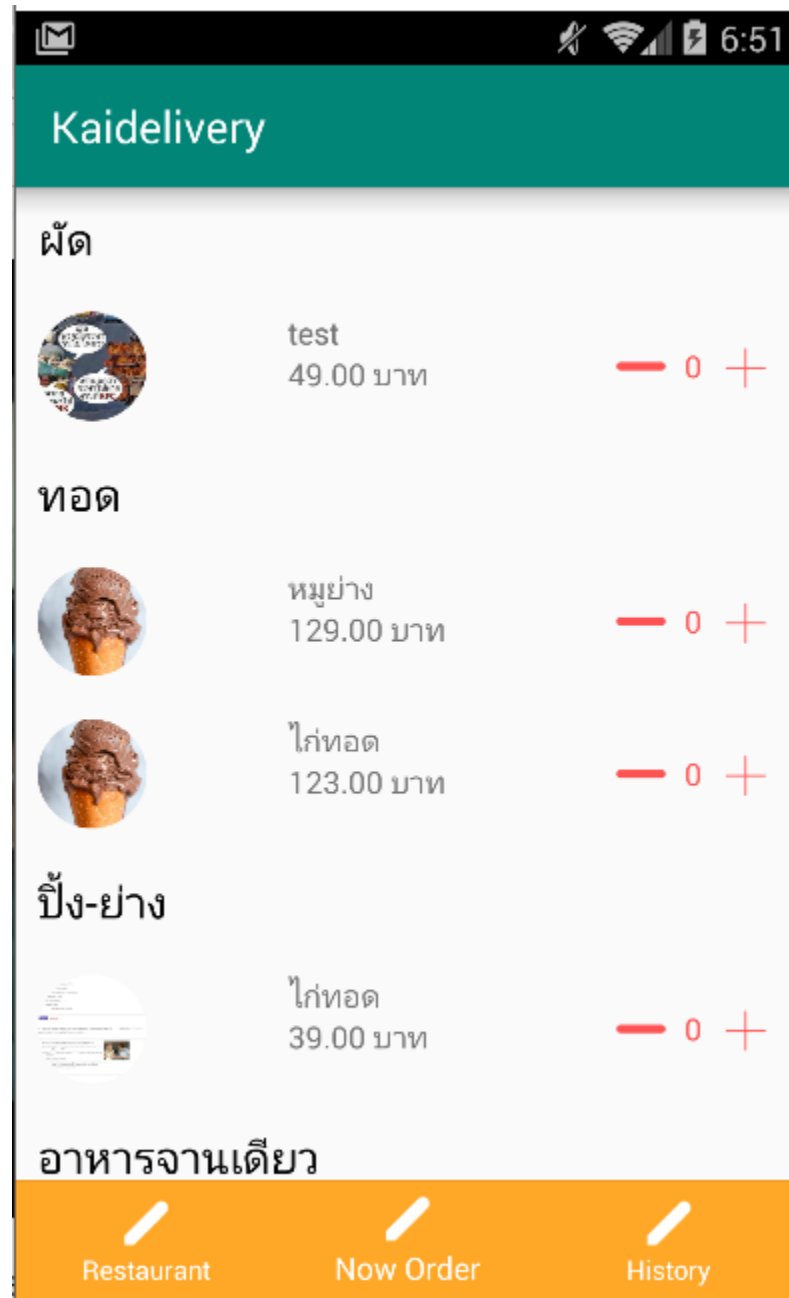 6:51
Kaidelivery
ผัด
test
49.00 บาท
0
ทอด
หมูย่าง
129.00 บาท
0
ไก่ทอด
123.00 บาท
0
ปิ้ง-ย่าง
ไก่ทอด
39.00 บาท
0
อาหารจานเดียว
Restaurant
Now Order
History